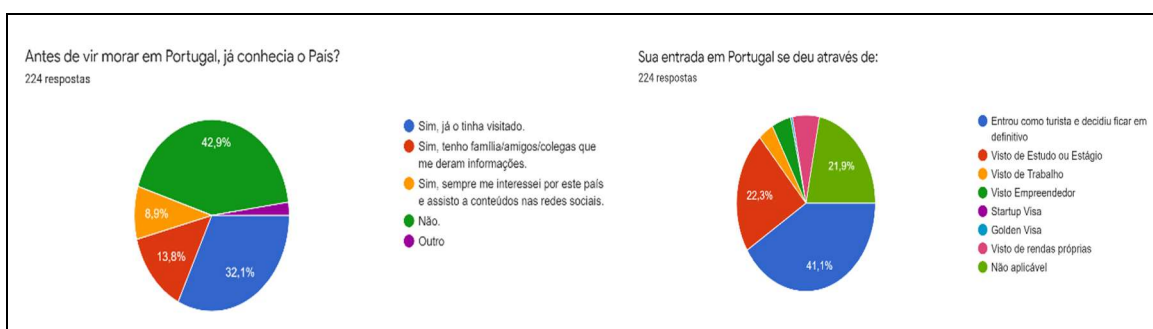 Antes de vir morar em Portugal, já conhecia o País?
224 respostas
42,9%
8,9%
13,8%
32,1%
Sim, já o tinha visitado.
Sim, tenho família/amigos/colegas que
me deram informações.
Sim, sempre me interessei por este país
e assisto a conteúdos nas redes sociais.
Não.
Outro
Sua entrada em Portugal se deu através de:
224 respostas
21,9%
22,3%
41,1%
Entrou como turista e decidiu ficar em
definitivo
Visto de Estudo ou Estágio
Visto de Trabalho
Visto Empreendedor
Startup Visa
Golden Visa
Visto de rendas próprias
Não aplicável